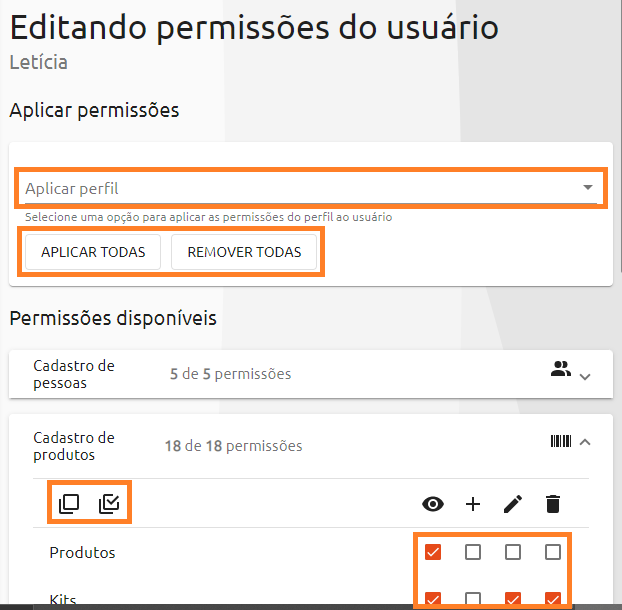 Editando permissões do usuário
Letícia
Aplicar permissões
Aplicar perfil
Selecione uma opção para aplicar as permissões do perfil ao usuário
APLICAR TODAS REMOVER TODAS
Permissões disponíveis
Cadastro de
pessoas
5 de 5 permissões
Cadastro de
produtos
18 de 18 permissões
Produtos
Kits